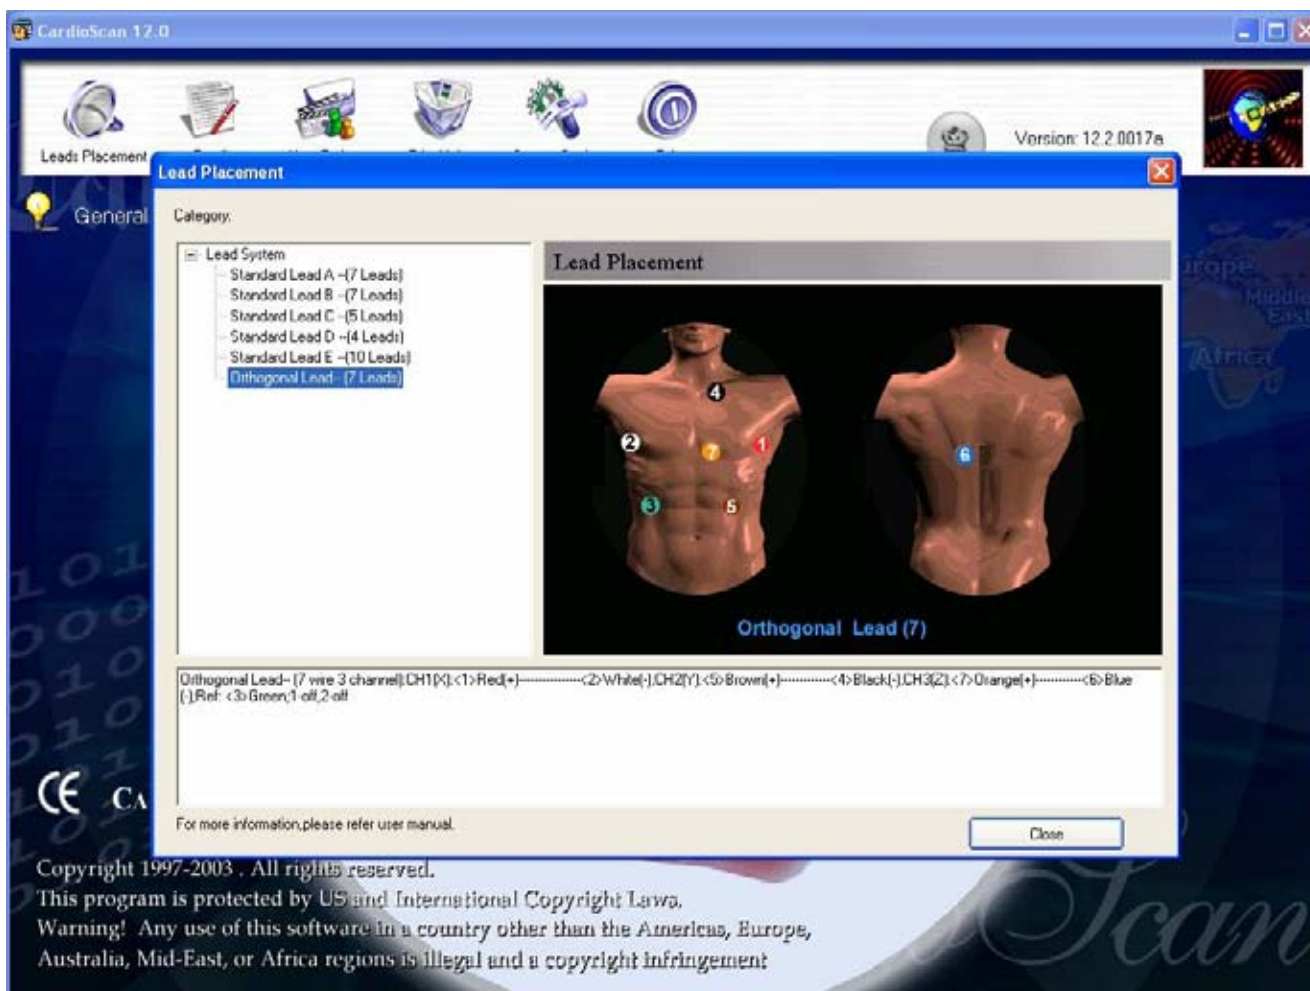 CardioScan 12.0
Leads Placement
Version: 12.2.0017a
Lead Placement
General
Category:
Lead System
Standard Lead A --(7 Leads)
Standard Lead B --(7 Leads)
Standard Lead C --(5 Leads)
Standard Lead D --(4 Leads)
Standard Lead E --(10 Leads)
Orthogonal Lead-- (7 Leads)
Lead Placement
4
2
7
1
6
3
5
Orthogonal Lead (7)
Europe
Middle
East
Africa
Orthogonal Lead-- (7 wire 3 channel):CH1(X):<1>Red(+)-------------<2>White(-),CH2(Y):<5>Brown(+)-----------<4>Black(-),CH3(Z):<7>Orange(+)-----------<6>Blue
(-),Ref: <3>Green;1-off,2-off
CE CA
For more information,please refer user manual.
Close
Copyright 1997-2003 . All rights reserved.
This program is protected by US and International Copyright Laws.
Warning! Any use of this software in a country other than the Americas, Europe,
Australia, Mid-East, or Africa regions is illegal and a copyright infringement
Scan